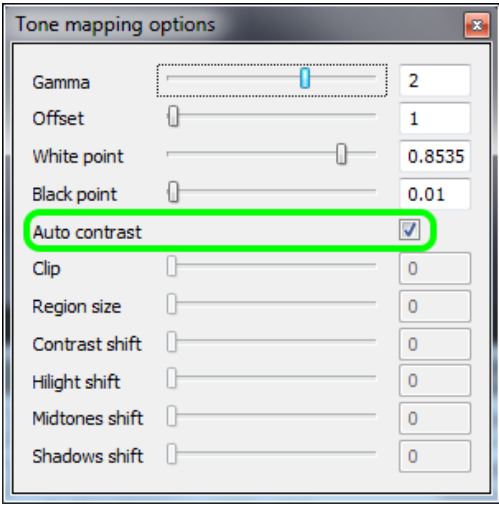 Tone mapping options
Gamma 2
Offset 1
White point 0.8535
Black point 0.01
Auto contrast
Clip 0
Region size 0
Contrast shift 0
Hilight shift 0
Midtones shift 0
Shadows shift 0